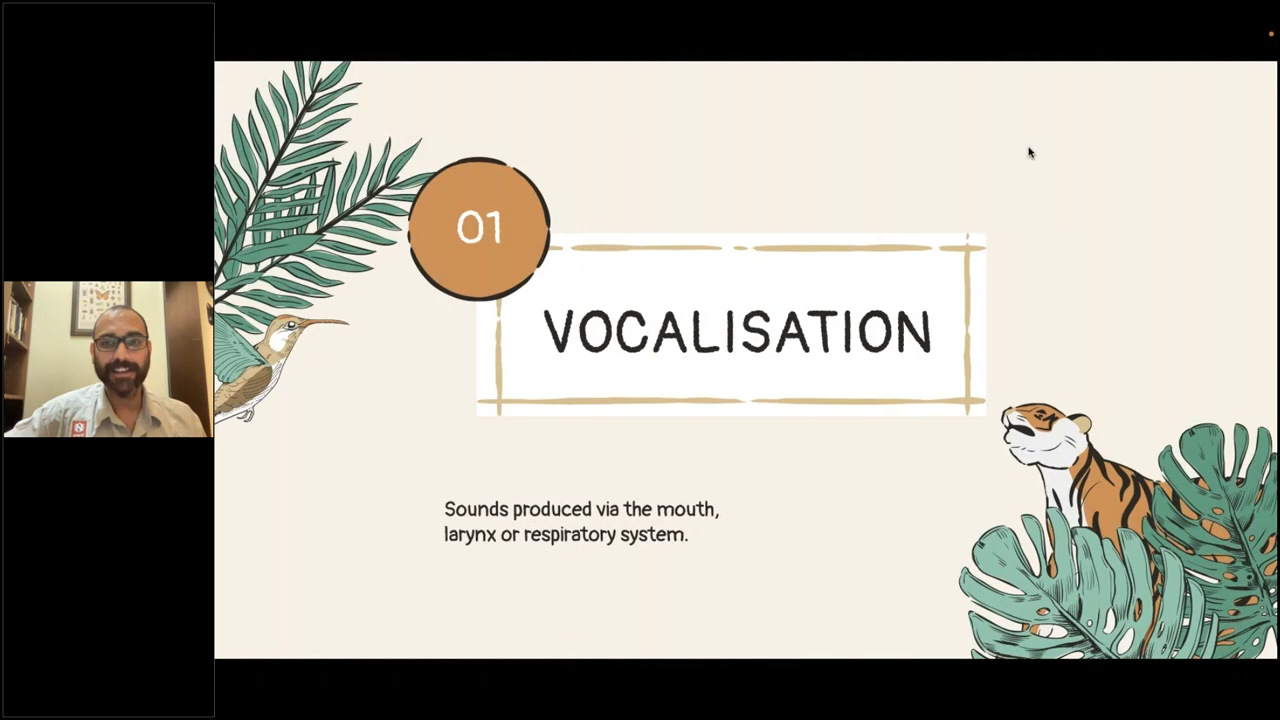 01
VOCALISATION
Sounds produced via the mouth,
larynx or respiratory system.